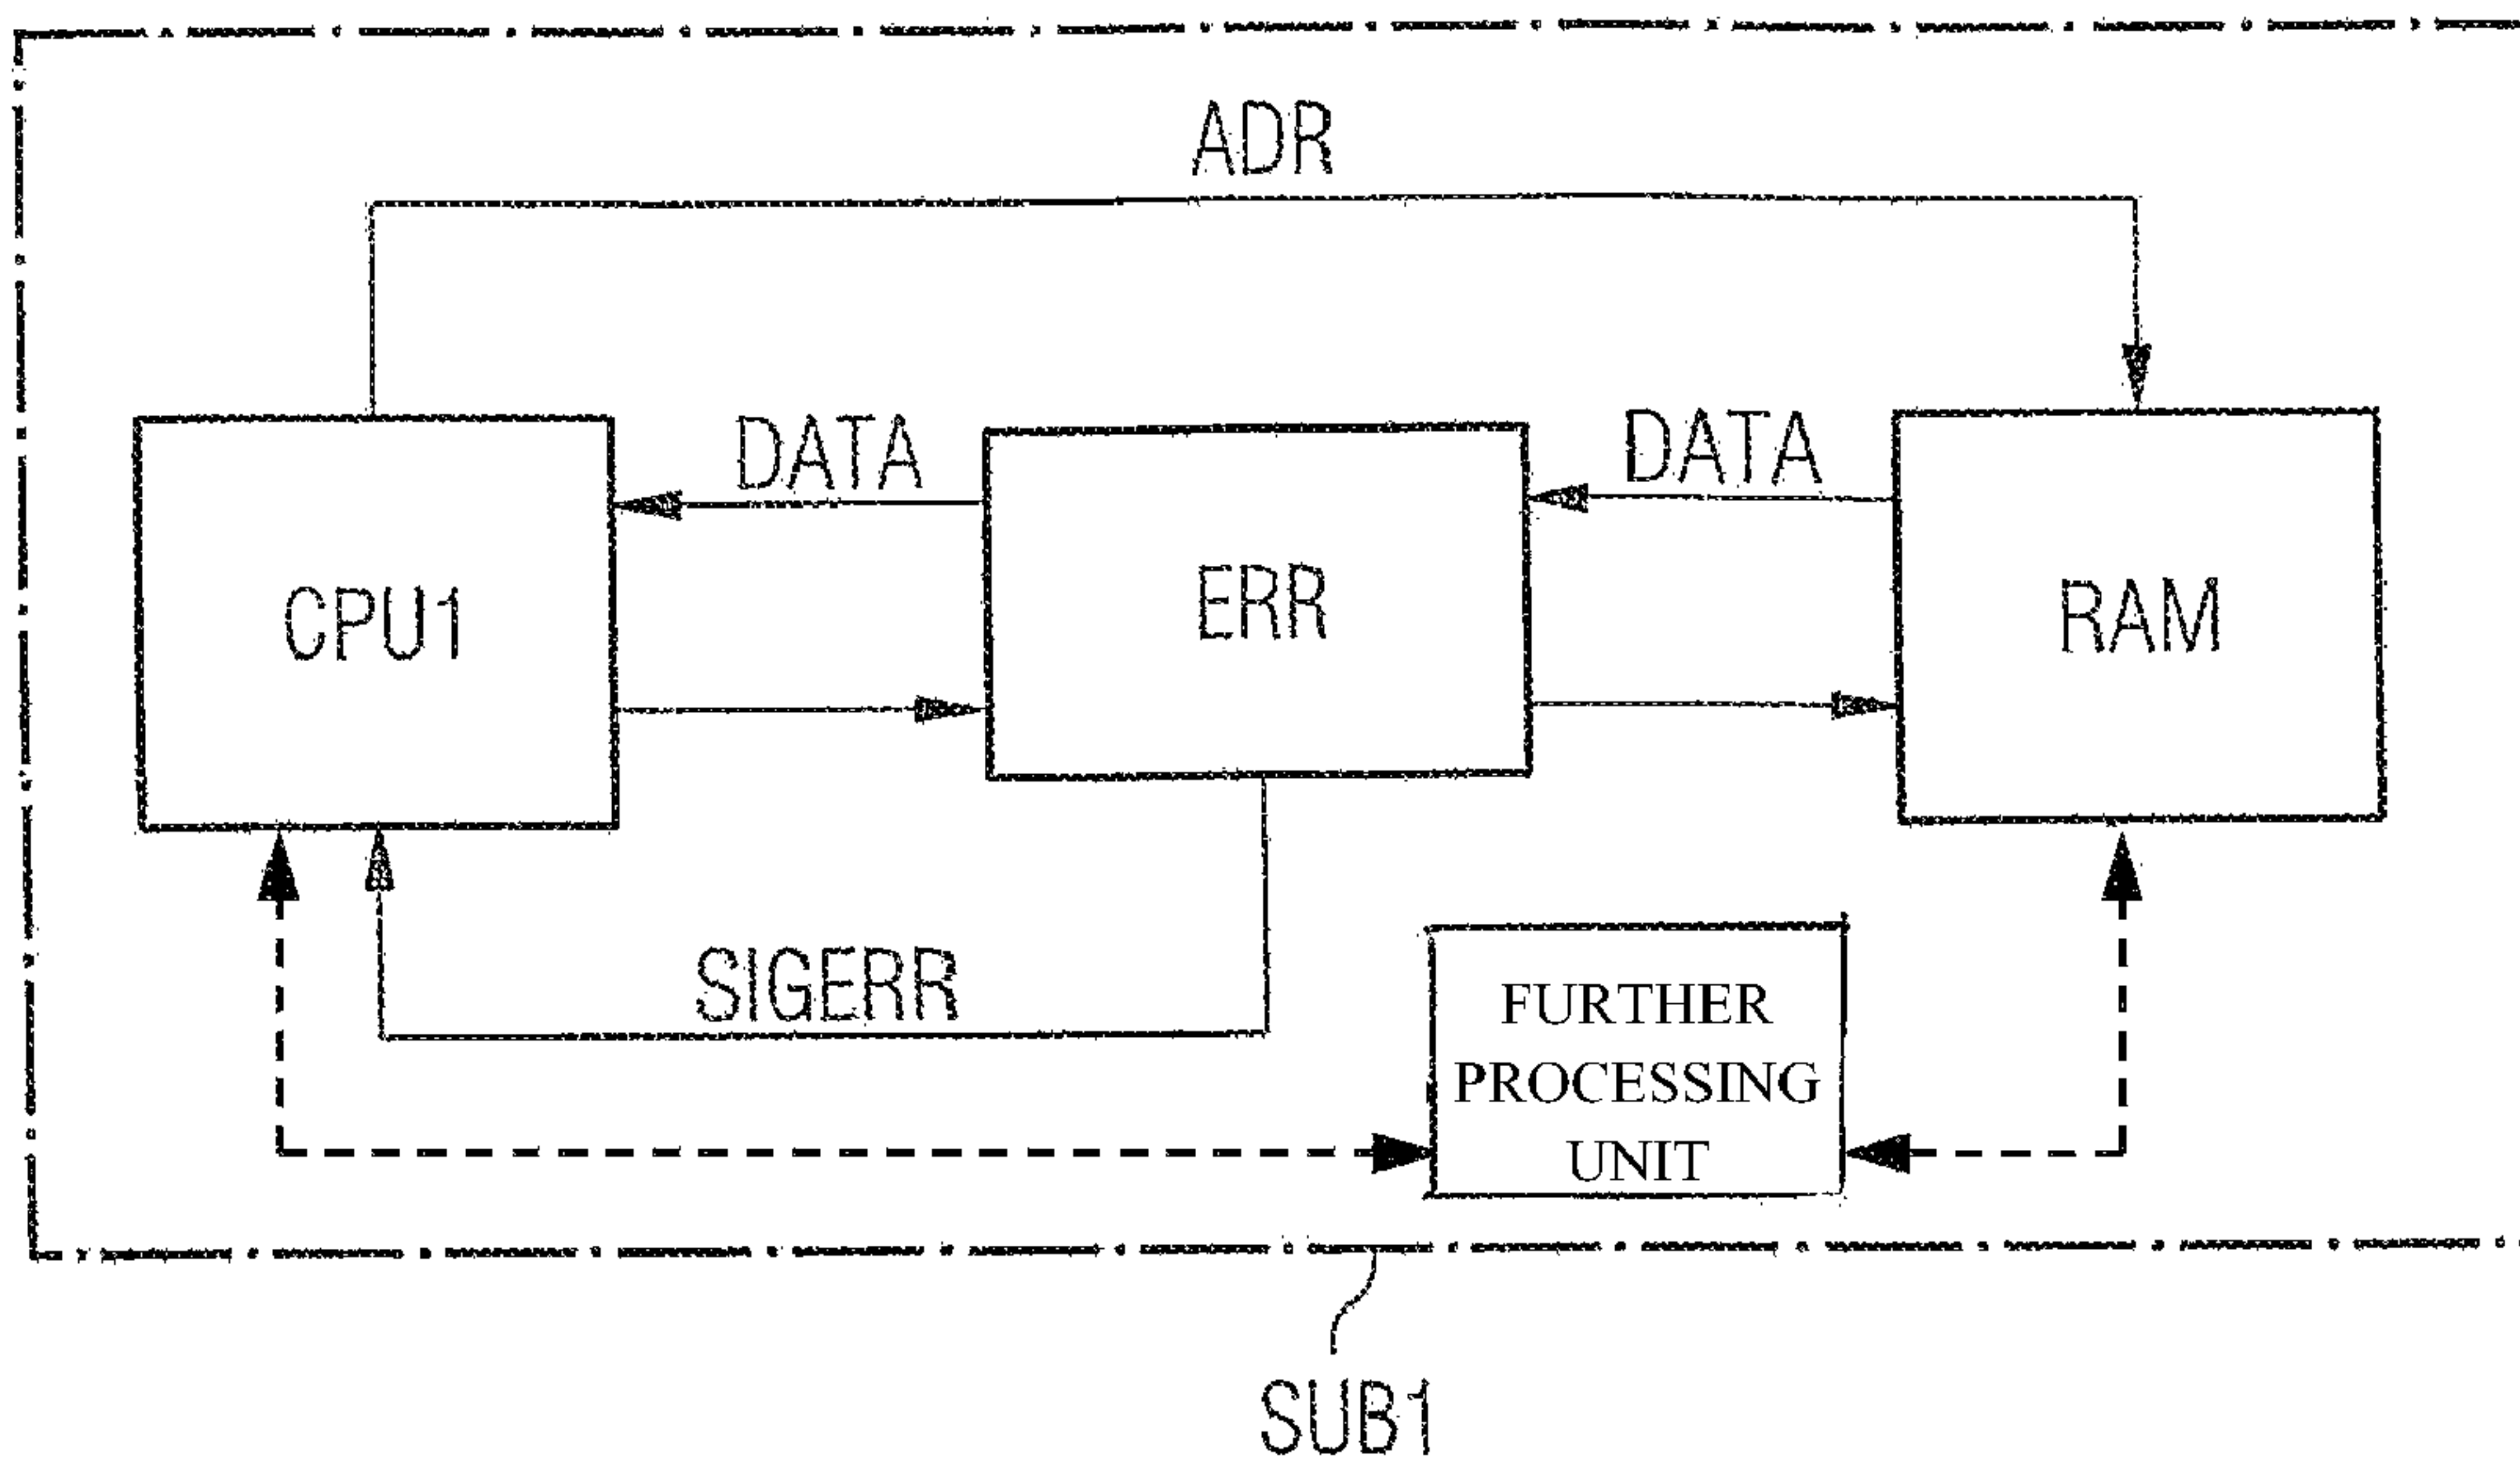 ADR
DATA
DATA
CPU1
ERR
RAM
SIGERR
FURTHER
PROCESSING
UNIT
SUB1